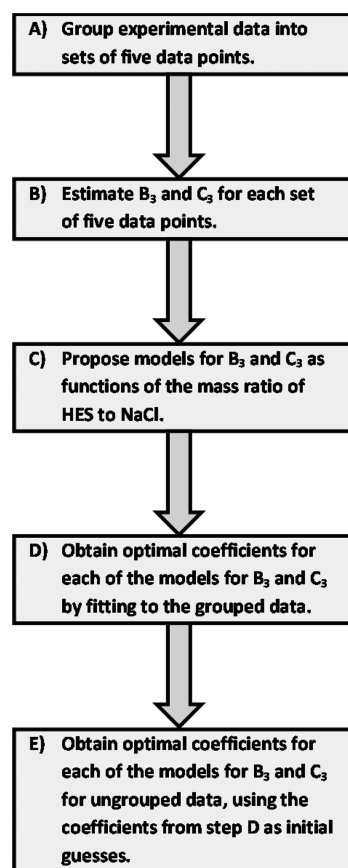 A) Group experimental data into
sets of five data points.
B) Estimate B₃ and C₃ for each set
of five data points.
C) Propose models for B₃ and C₃ as
functions of the mass ratio of
HES to NaCl.
D) Obtain optimal coefficients for
each of the models for B₃ and C₃
by fitting to the grouped data.
E) Obtain optimal coefficients for
each of the models for B₃ and C₃
for ungrouped data, using the
coefficients from step D as initial
guesses.